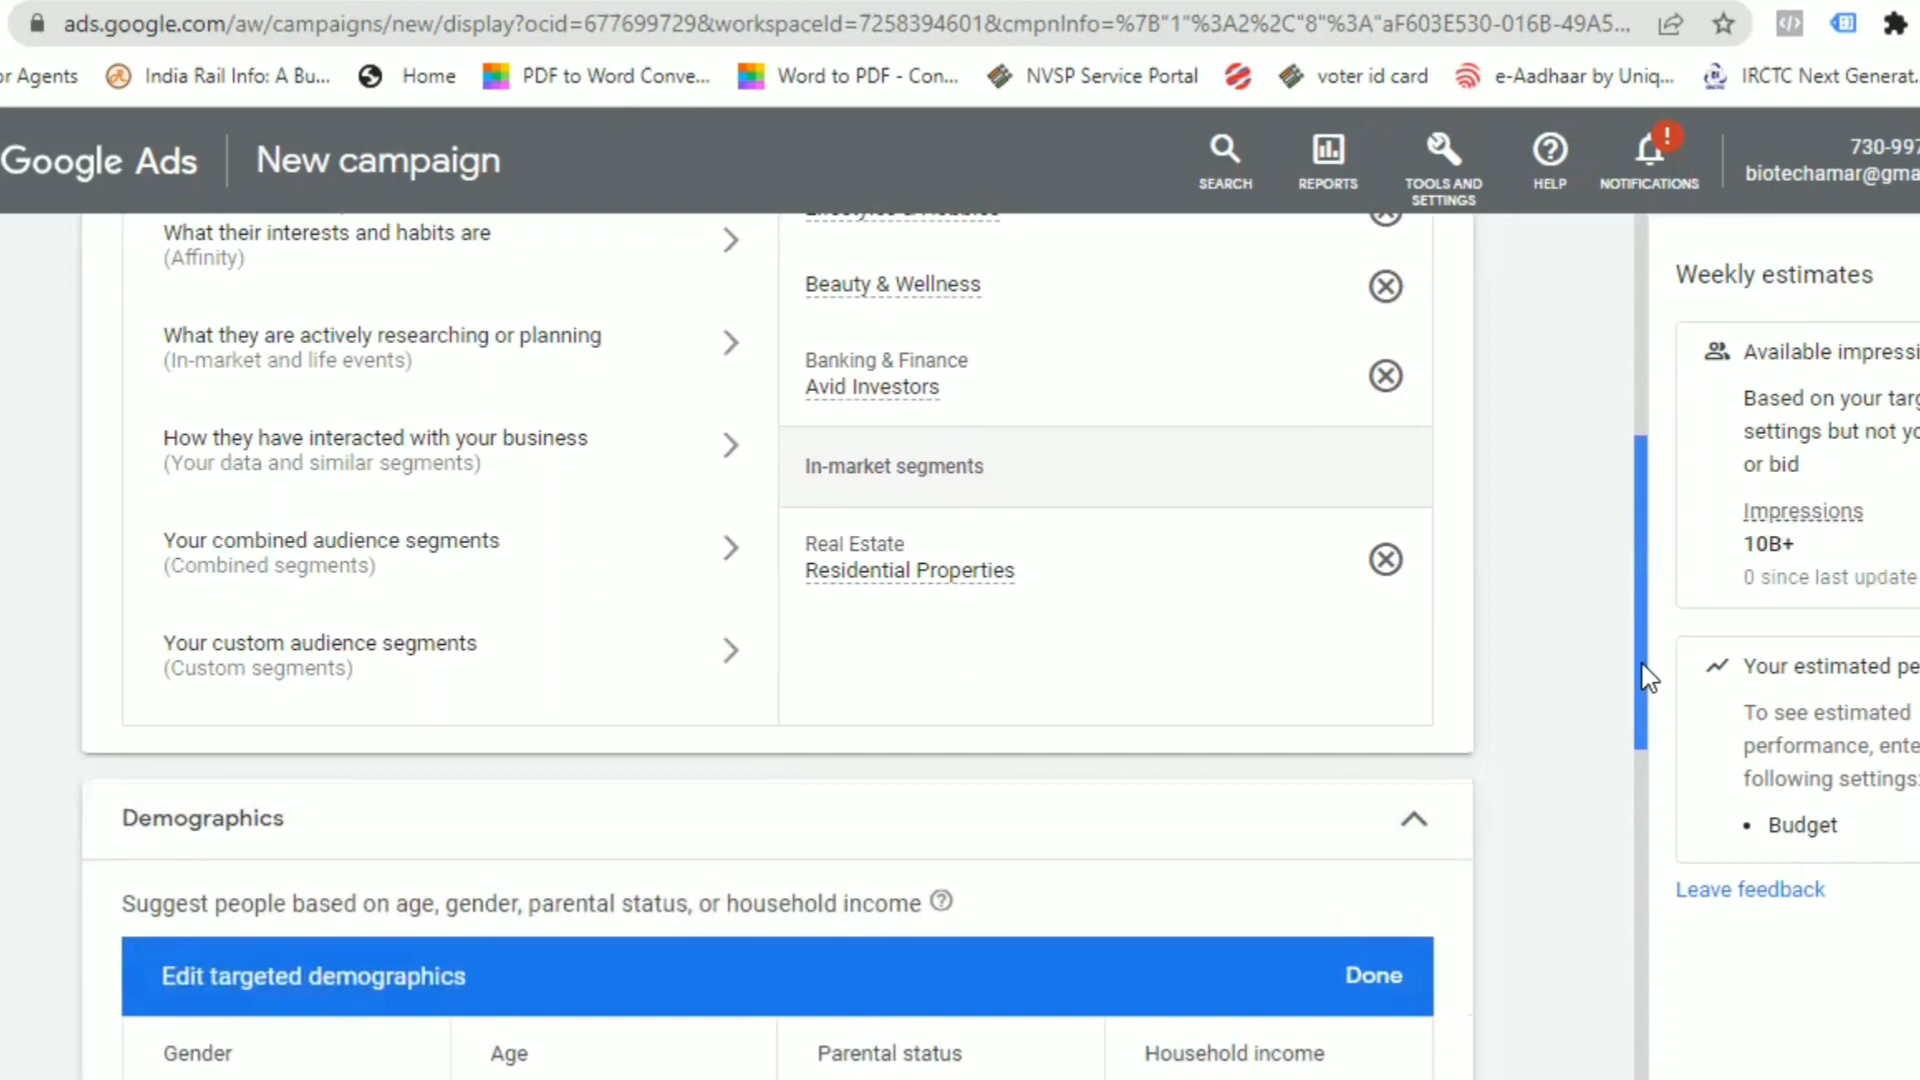 ads.google.com/aw/campaigns/new/display?ocid=677699729&workspaceId=7258394601&cmpnInfo=%7B"1"%3A2%2C"8"%3A"aF603E530-016B-49A5...
or Agents
India Rail Info: A Bu...
Home
PDF to Word Conve...
Word to PDF - Con...
NVSP Service Portal
voter id card
e-Aadhaar by Uniq...
IRCTC Next Generat.
Google Ads
New campaign
SEARCH
REPORTS
TOOLS AND
SETTINGS
HELP
NOTIFICATIONS
730-997
biotechamar@gma
What their interests and habits are
(Affinity)
What they are actively researching or planning
(In-market and life events)
How they have interacted with your business
(Your data and similar segments)
Your combined audience segments
(Combined segments)
Your custom audience segments
(Custom segments)
Beauty & Wellness
Banking & Finance
Avid Investors
In-market segments
Real Estate
Residential Properties
Demographics
Suggest people based on age, gender, parental status, or household income
Edit targeted demographics
Done
Gender
Age
Parental status
Household income
Weekly estimates
Available impressi
Based on your targ
settings but not yo
or bid
Impressions
10B+
0 since last update
Your estimated pe
To see estimated
performance, ente
following settings:
• Budget
Leave feedback